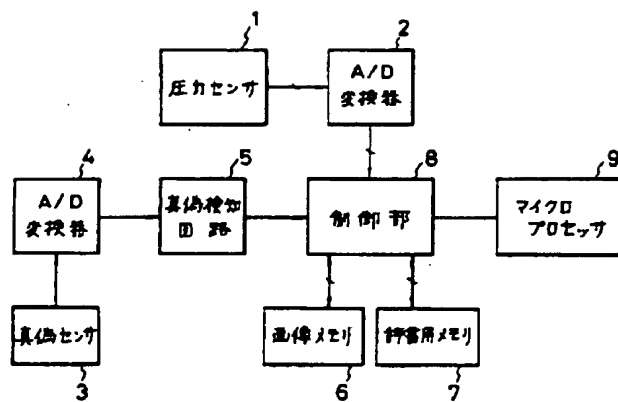 1
2
圧力センサ
A/D
変換器
4
5
8
9
A/D
変換器
真偽検知
回路
制御部
マイクロ
プロセッサ
真偽センサ
画像メモリ
辞書用メモリ
3
6
7